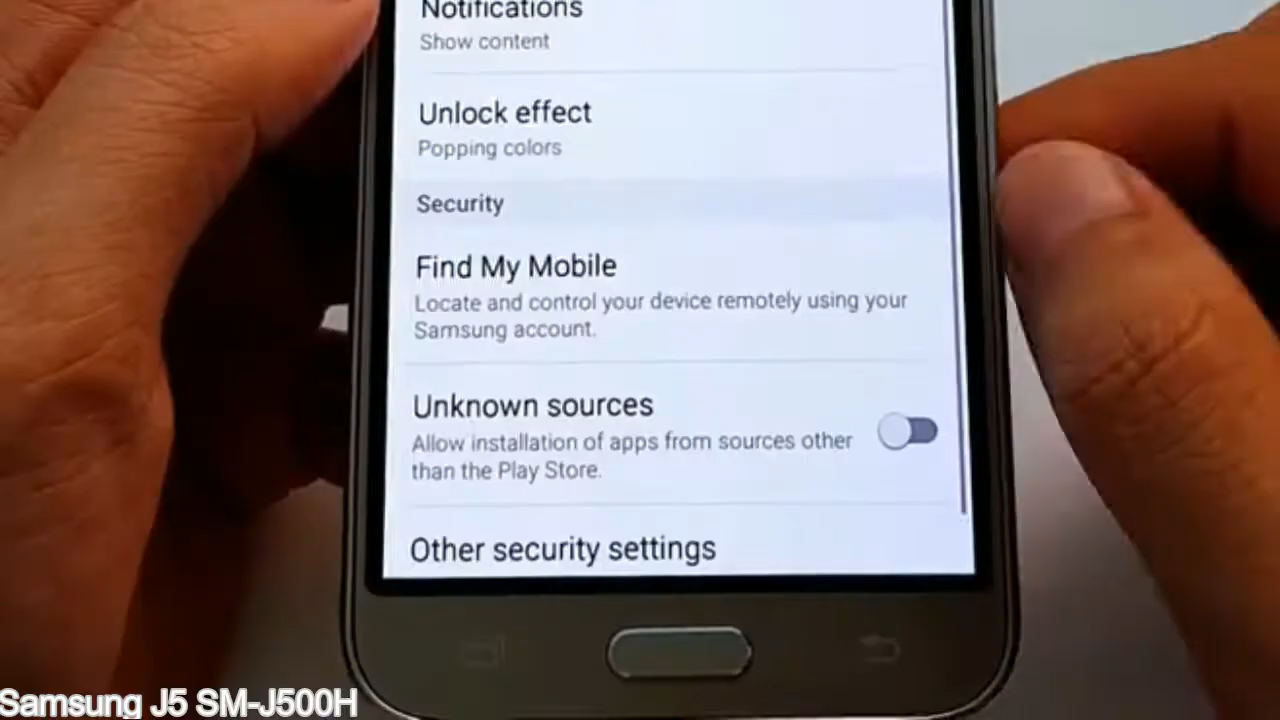 Notifications
Show content
Unlock effect
Popping colors
Security
Find My Mobile
Locate and control your device remotely using your
Samsung account.
Unknown sources
Allow installation of apps from sources other
than the Play Store.
Other security settings
Samsung J5 SM-J500H